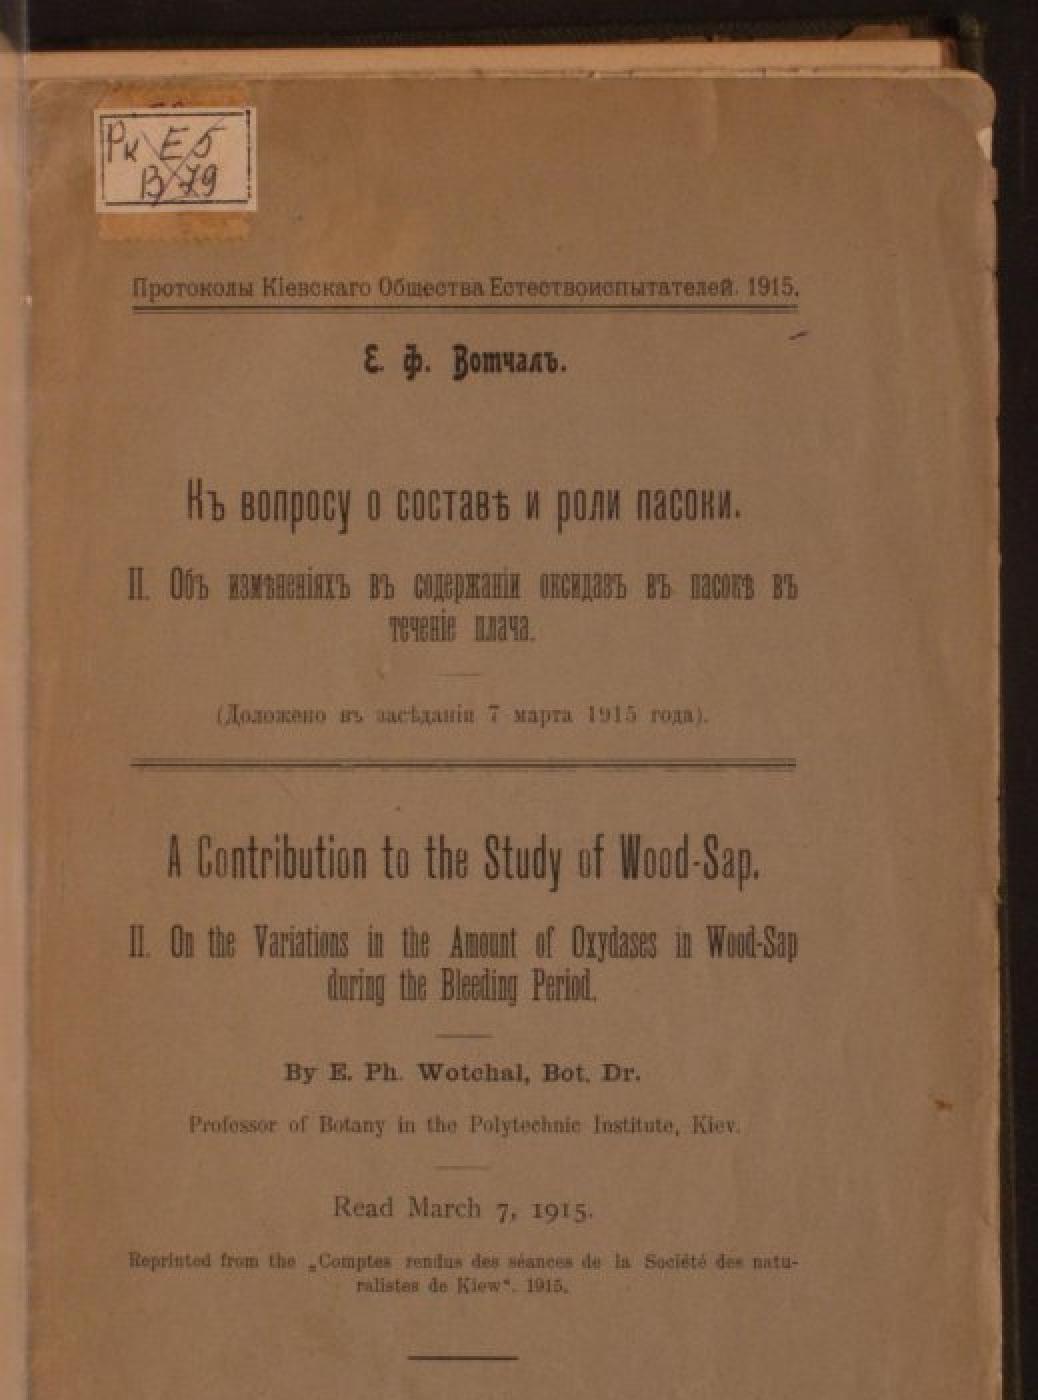 Рк Е5
В79
Протоколы Кіевскаго Общества Естествоиспытателей. 1915.
Е. Ф. Вотчалъ.
Къ вопросу о составѣ и роли пасоки.
II. Объ измѣненіяхъ въ содержаніи оксидазъ въ пасокѣ въ
теченіе плача.
(Доложено въ засѣданіи 7 марта 1915 года).
A Contribution to the Study of Wood-Sap.
II. On the Variations in the Amount of Oxydases in Wood-Sap
during the Bleeding Period.
By E. Ph. Wotchal, Bot. Dr.
Professor of Botany in the Polytechnic Institute, Kiev.
Read March 7, 1915.
Reprinted from the „Comptes rendus des séances de la Société des natu-
ralistes de Kiew“. 1915.